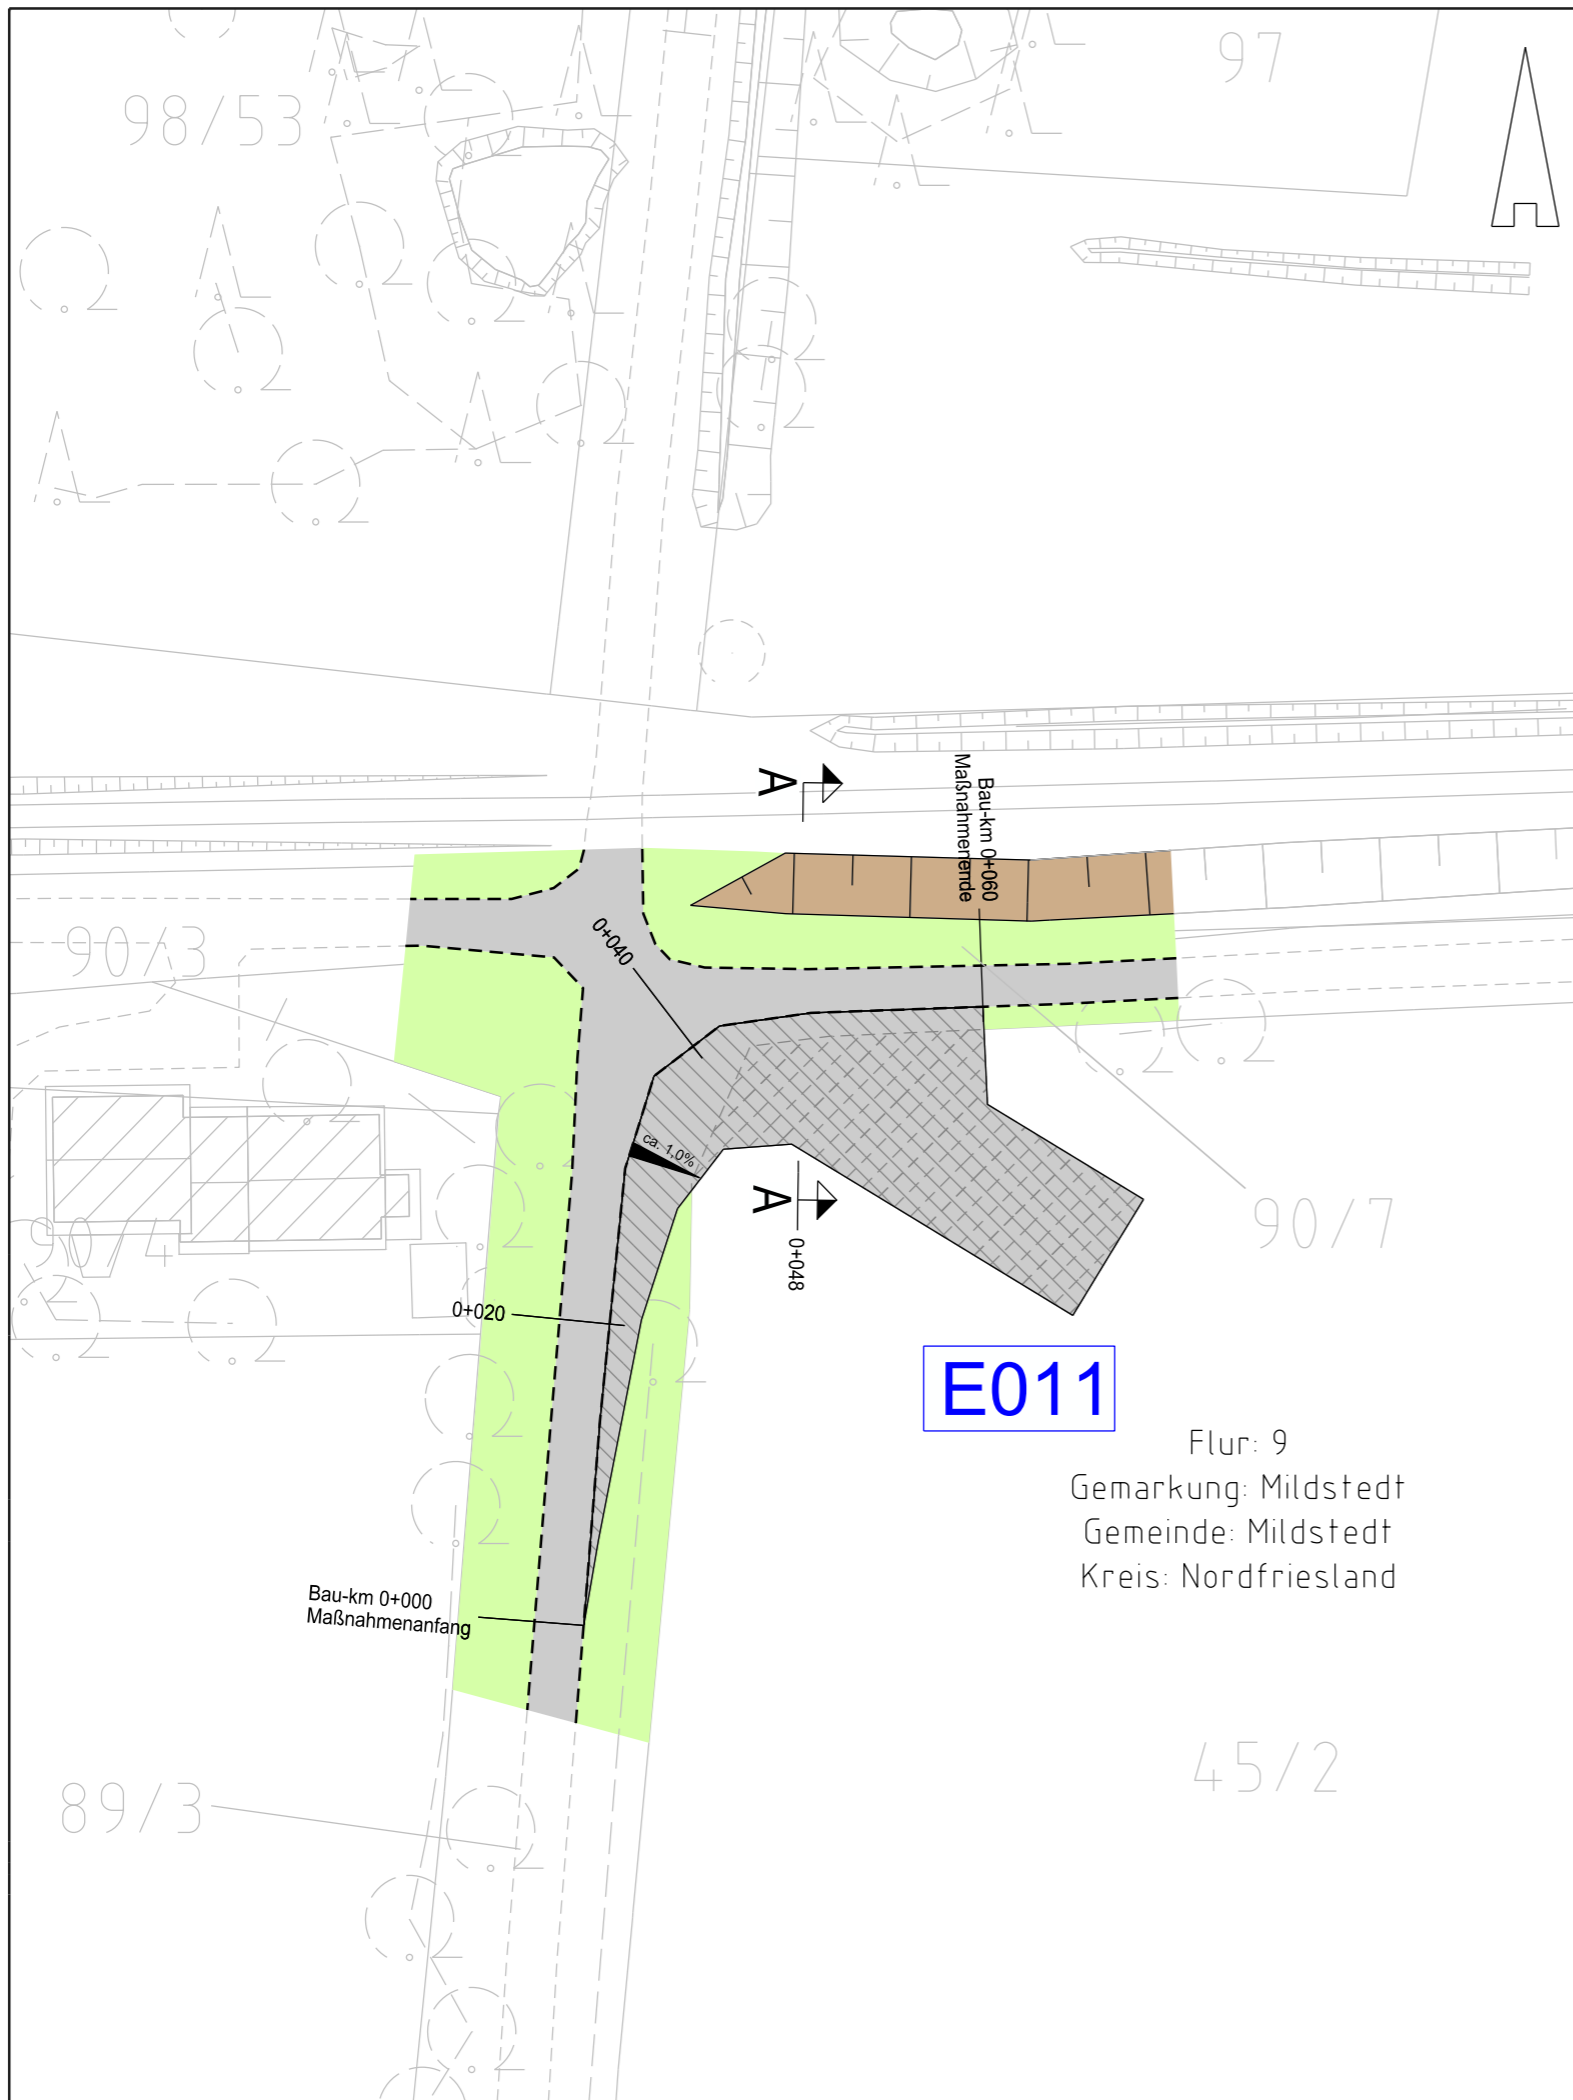 97
98/53
A
Bau-km 0+060
Maßnahmenende
90/3
0+040
ca. 1,0%
A
0+048
90/7
90/4
0+020
E011
Flur: 9
Gemarkung: Mildstedt
Gemeinde: Mildstedt
Kreis: Nordfriesland
Bau-km 0+000
Maßnahmenanfang
45/2
89/3